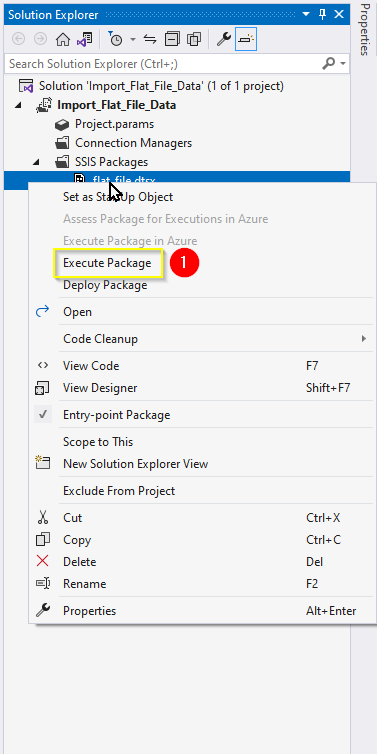 Solution Explorer
Properties
Search Solution Explorer (Ctrl+;)
Solution 'Import_Flat_File_Data' (1 of 1 project)
Import_Flat_File_Data
Project.params
Connection Managers
SSIS Packages
flat_file.dtsx
Set as StartUp Object
Assess Package for Executions in Azure
Execute Package in Azure
Execute Package 1
Deploy Package
Open
Code Cleanup
View Code F7
View Designer Shift+F7
Entry-point Package
Scope to This
New Solution Explorer View
Exclude From Project
Cut Ctrl+X
Copy Ctrl+C
Delete Del
Rename F2
Properties Alt+Enter